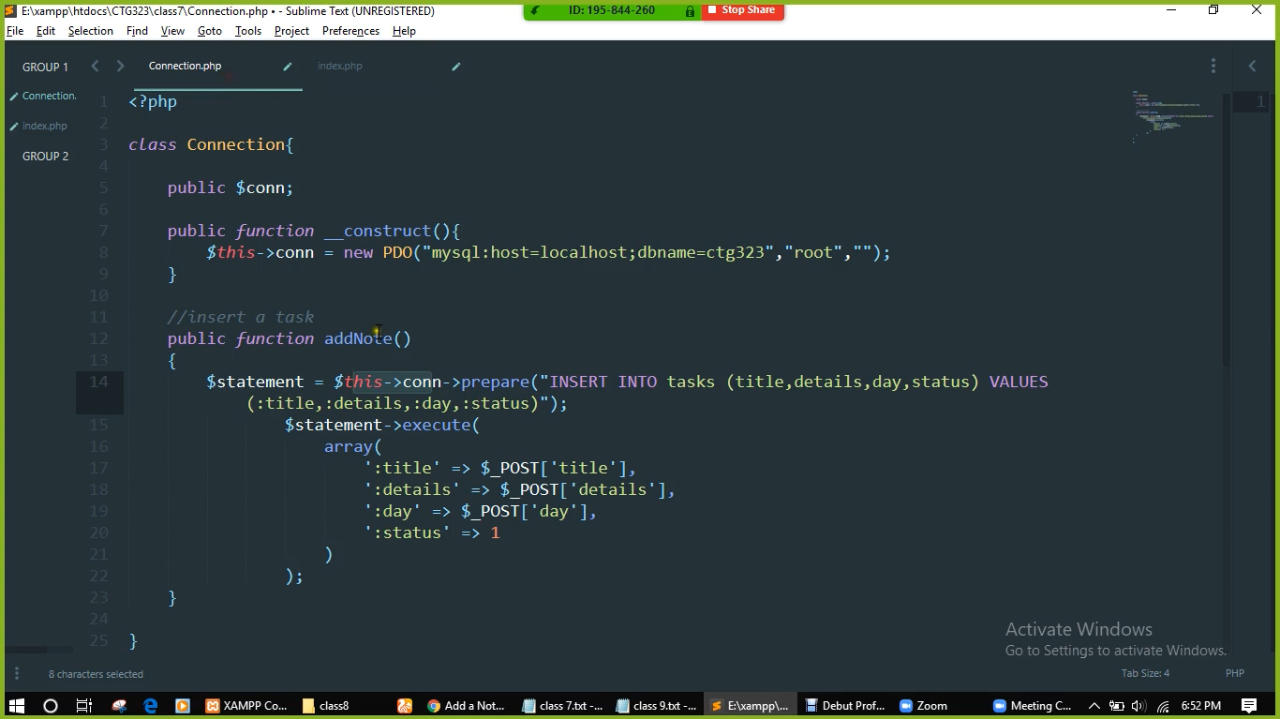 E:\xampp\htdocs\CTG323\class7\Connection.php • - Sublime Text (UNREGISTERED)
ID: 195-844-260
Stop Share
File Edit Selection Find View Goto Tools Project Preferences Help
GROUP 1
Connection.php
index.php
Connection.
index.php
GROUP 2
1 <?php
2
3 class Connection{
4
5 public $conn;
6
7 public function __construct(){
8 $this->conn = new PDO("mysql:host=localhost;dbname=ctg323","root","");
9 }
10
11 //insert a task
12 public function addNote()
13 {
14 $statement = $this->conn->prepare("INSERT INTO tasks (title,details,day,status) VALUES
(:title,:details,:day,:status)");
15 $statement->execute(
16 array(
17 ':title' => $_POST['title'],
18 ':details' => $_POST['details'],
19 ':day' => $_POST['day'],
20 ':status' => 1
21 )
22 );
23 }
24
25 }
1
Activate Windows
Go to Settings to activate Windows.
8 characters selected
Tab Size: 4
PHP
XAMPP Co...
class8
Add a Not...
class 7.txt -...
class 9.txt -...
E:\xampp\...
Debut Prof...
Zoom
Meeting C...
6:52 PM